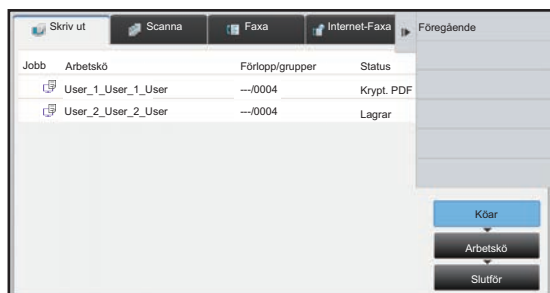 Skriv ut Scanna Faxa Internet-Faxa Föregående
Jobb Arbetskö Förlopp/grupper Status
User_1_User_1_User ---/0004 Krypt. PDF
User_2_User_2_User ---/0004 Lagrar
Köar
Arbetskö
Slutför